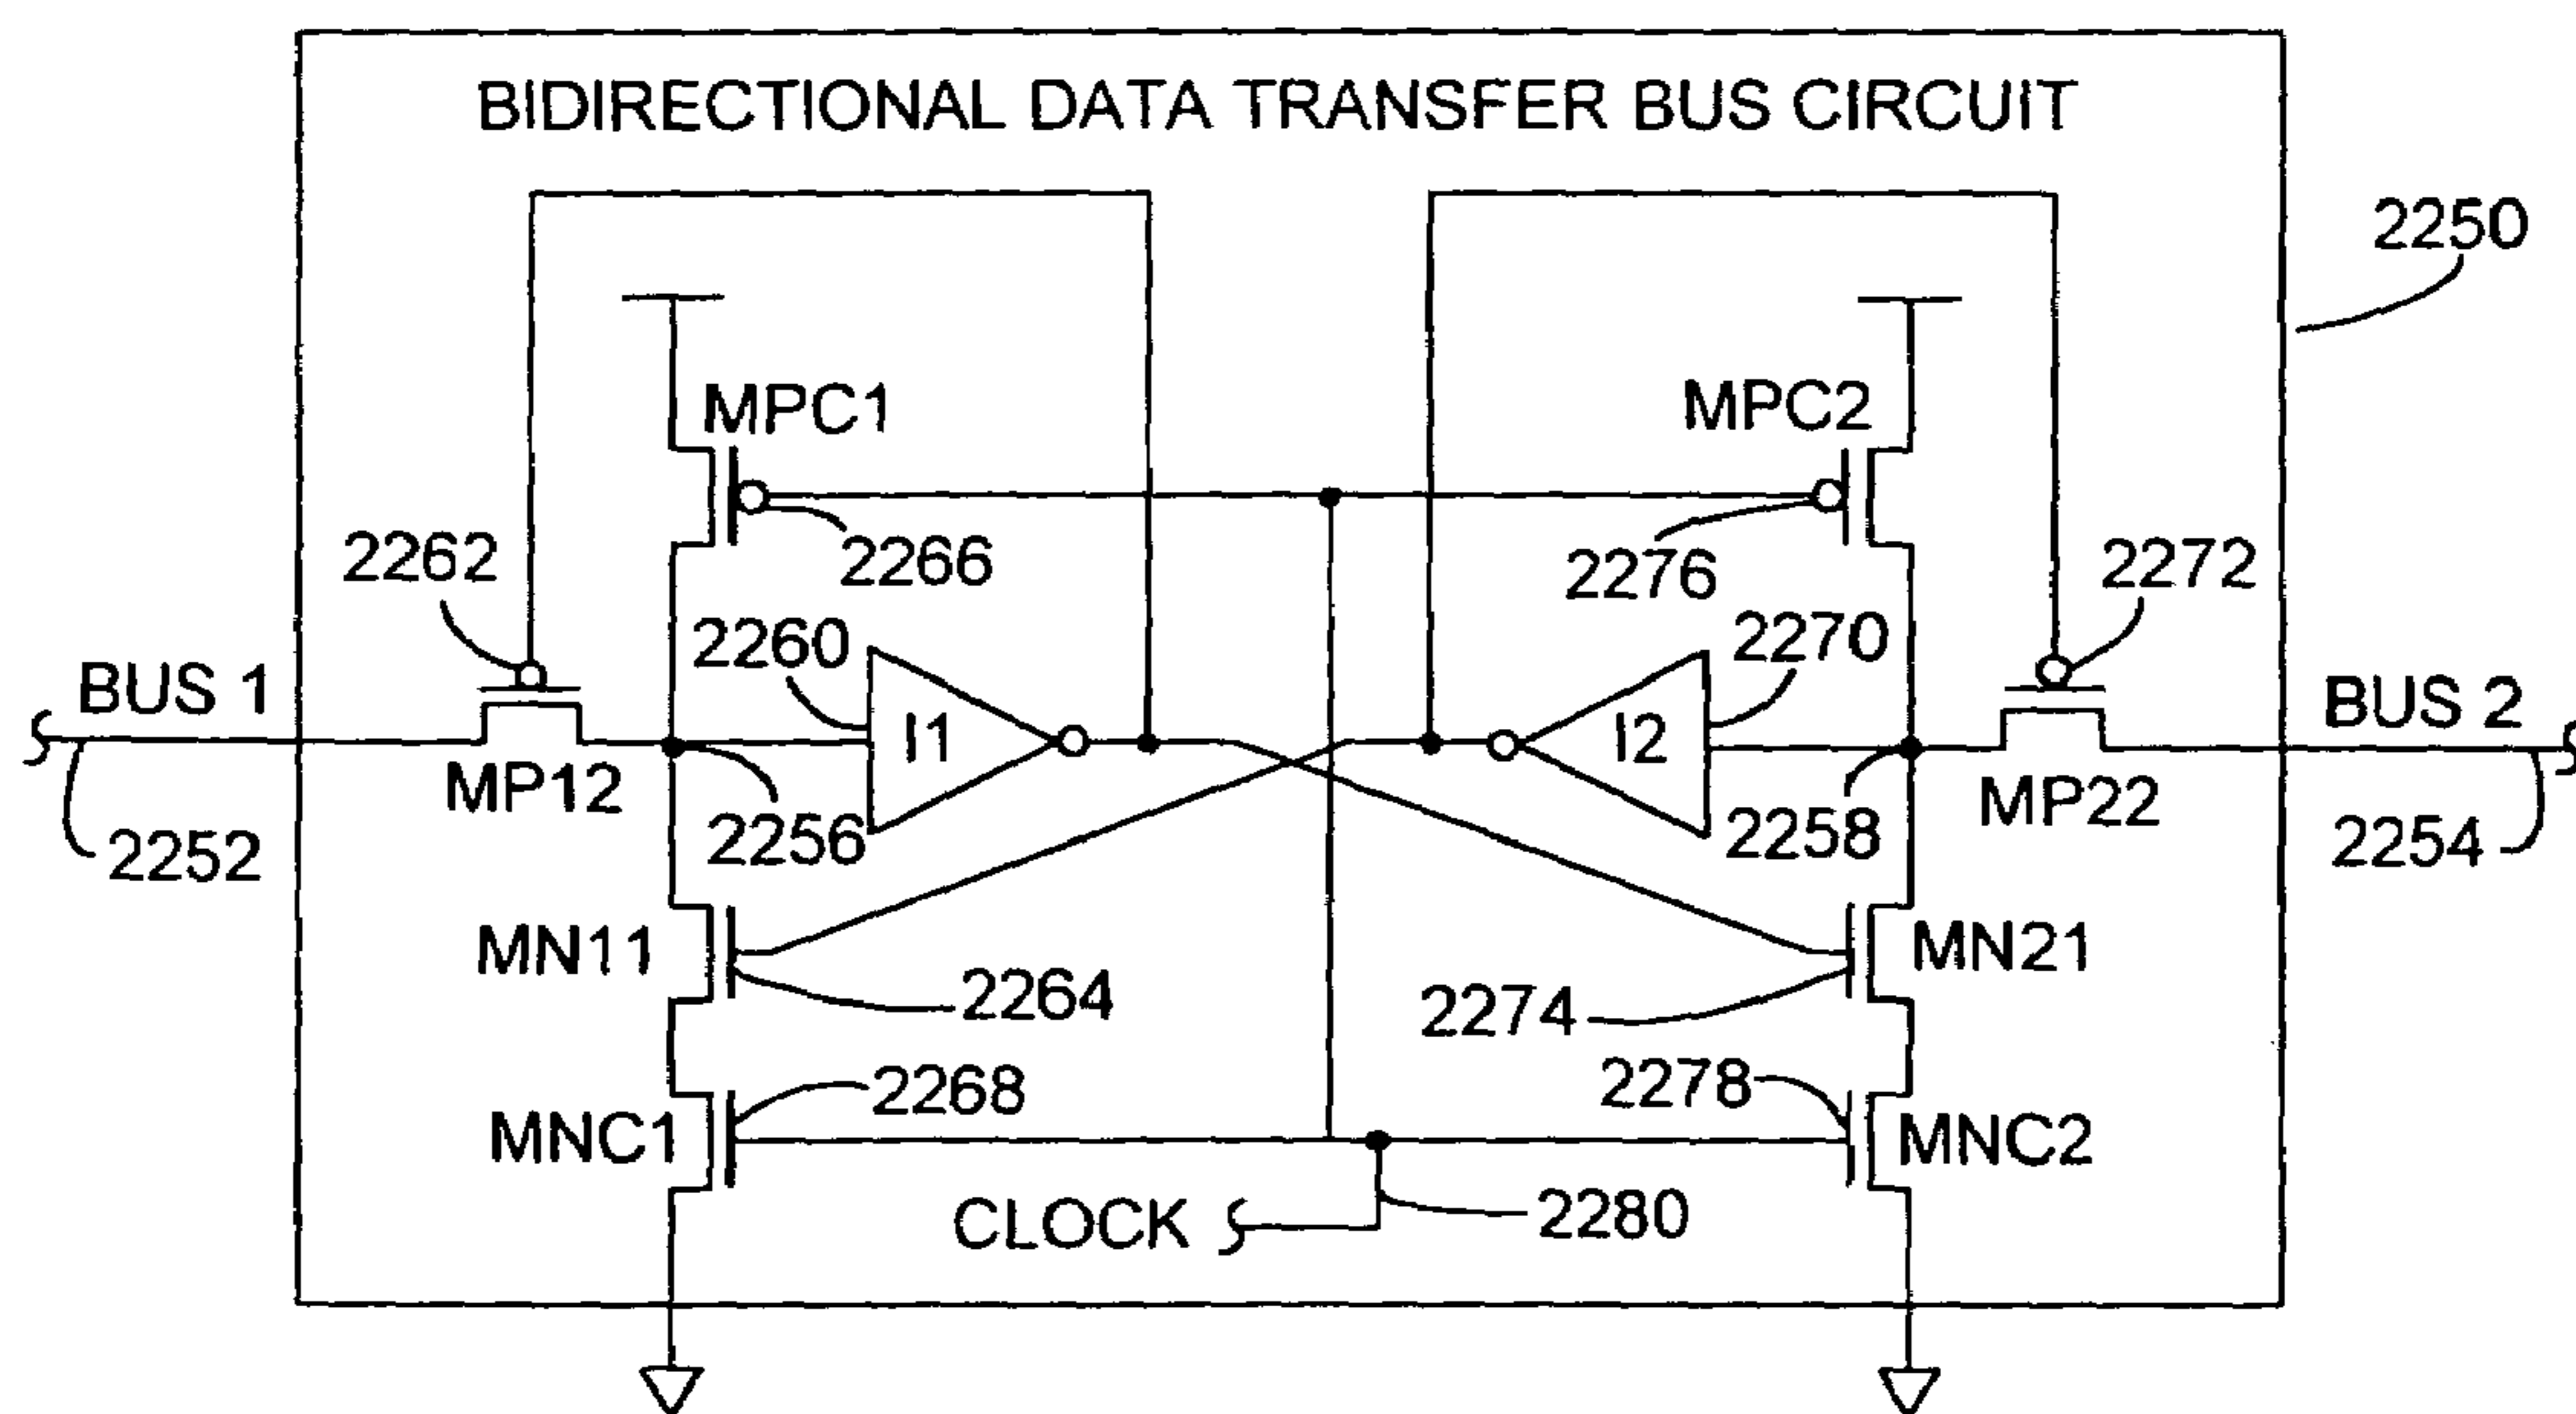 BIDIRECTIONAL DATA TRANSFER BUS CIRCUIT
2250
MPC1
MPC2
2262
2266
2276
2272
2260
2270
BUS 1
I1
I2
BUS 2
MP12
MP22
2252
2256
2258
2254
MN11
MN21
2264
2274
2268
2278
MNC1
MNC2
CLOCK
2280